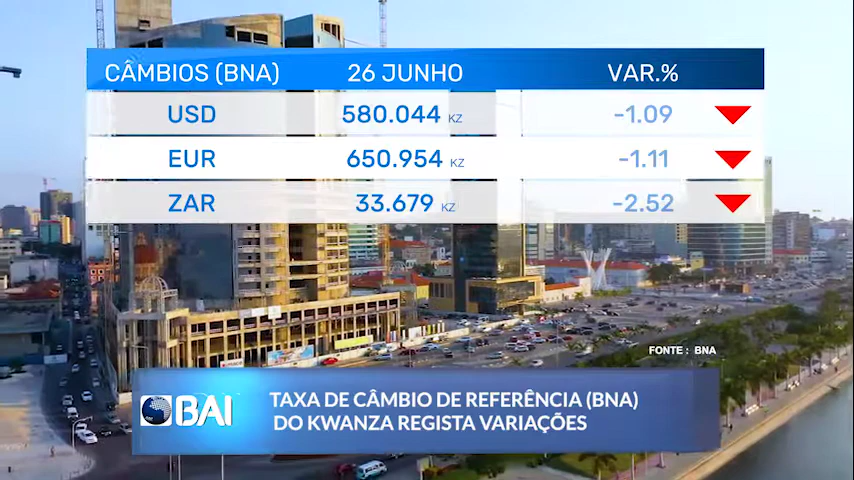 CÂMBIOS (BNA) 26 JUNHO VAR.%
USD 580.044 KZ -1.09
EUR 650.954 KZ -1.11
ZAR 33.679 KZ -2.52
FONTE : BNA
BAI
TAXA DE CÂMBIO DE REFERÊNCIA (BNA)
DO KWANZA REGISTA VARIAÇÕES